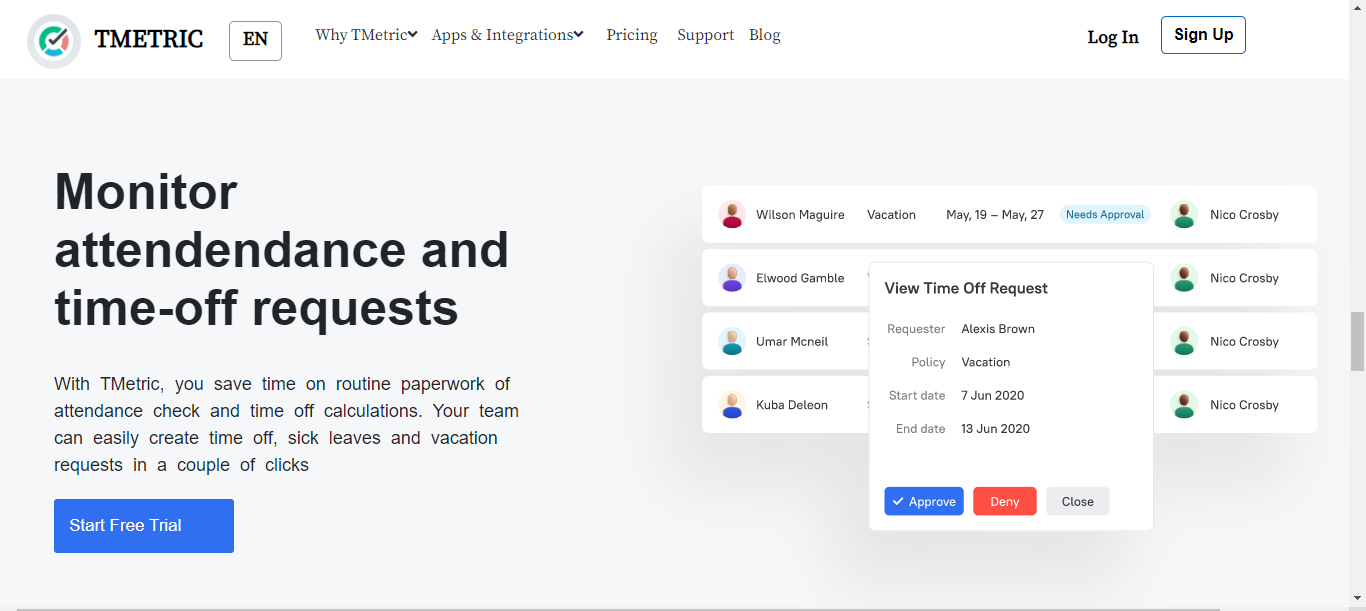 TMETRIC EN Why TMetric Apps & Integrations Pricing Support Blog Log In Sign Up
Monitor
attendendance and
time-off requests
With TMetric, you save time on routine paperwork of
attendance check and time off calculations. Your team
can easily create time off, sick leaves and vacation
requests in a couple of clicks
Start Free Trial
Wilson Maguire Vacation May, 19 – May, 27 Needs Approval Nico Crosby
Elwood Gamble Nico Crosby
Umar Mcneil Nico Crosby
Kuba Deleon Nico Crosby
View Time Off Request
Requester Alexis Brown
Policy Vacation
Start date 7 Jun 2020
End date 13 Jun 2020
Approve Deny Close